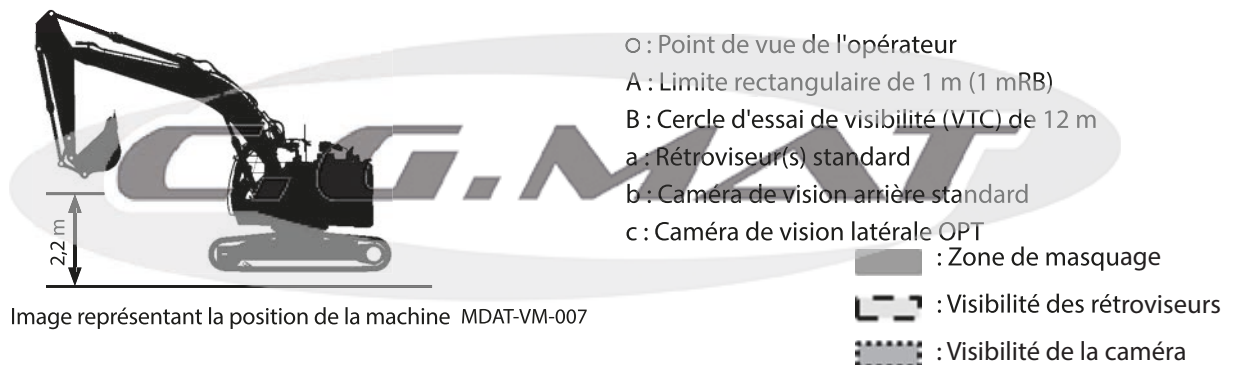 O : Point de vue de l'opérateur
A : Limite rectangulaire de 1 m (1 mRB)
B : Cercle d'essai de visibilité (VTC) de 12 m
a : Rétroviseur(s) standard
b : Caméra de vision arrière standard
c : Caméra de vision latérale OPT
: Zone de masquage
: Visibilité des rétroviseurs
: Visibilité de la caméra
2,2 m
Image représentant la position de la machine MDAT-VM-007
C.G.MAT